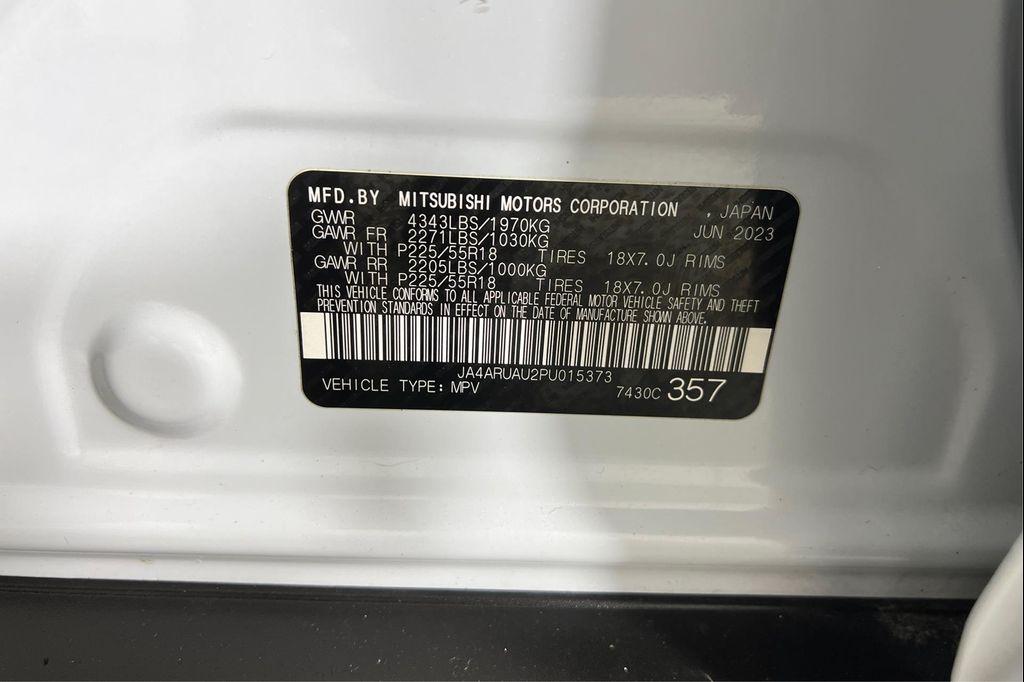 MFD.BY MITSUBISHI MOTORS CORPORATION , JAPAN
GVWR 4343LBS/1970KG JUN 2023
GAWR FR 2271LBS/1030KG
WITH P225/55R18 TIRES 18X7.0J RIMS
GAWR RR 2205LBS/1000KG
WITH P225/55R18 TIRES 18X7.0J RIMS
THIS VEHICLE CONFORMS TO ALL APPLICABLE FEDERAL MOTOR VEHICLE SAFETY AND THEFT
PREVENTION STANDARDS IN EFFECT ON THE DATE OF MANUFACTURE SHOWN ABOVE.
JA4ARUAU2PU015373
VEHICLE TYPE: MPV 7430C 357